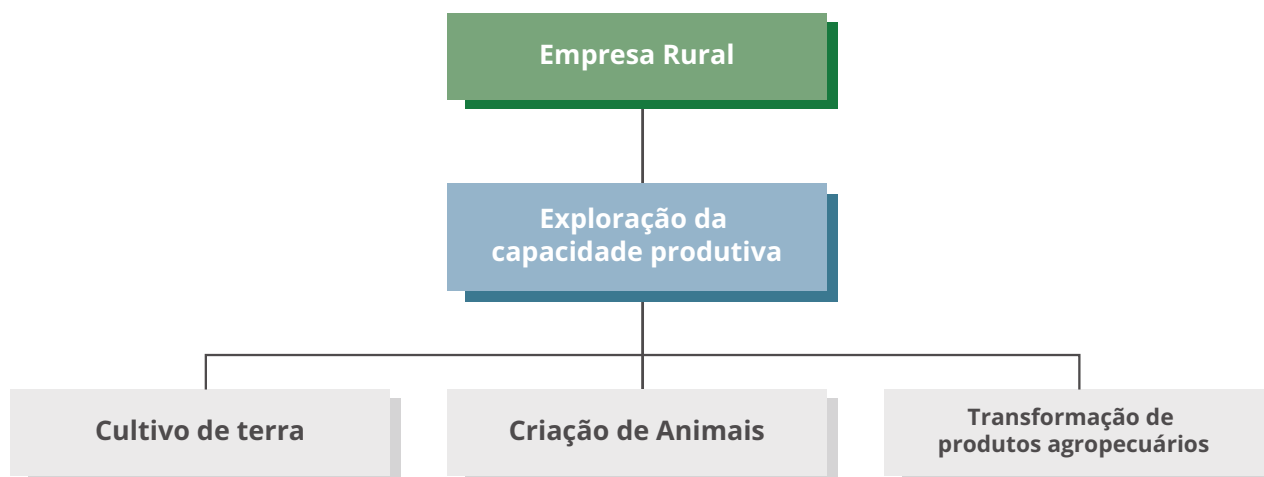 Empresa Rural
Exploração da
capacidade produtiva
Cultivo de terra
Criação de Animais
Transformação de
produtos agropecuários